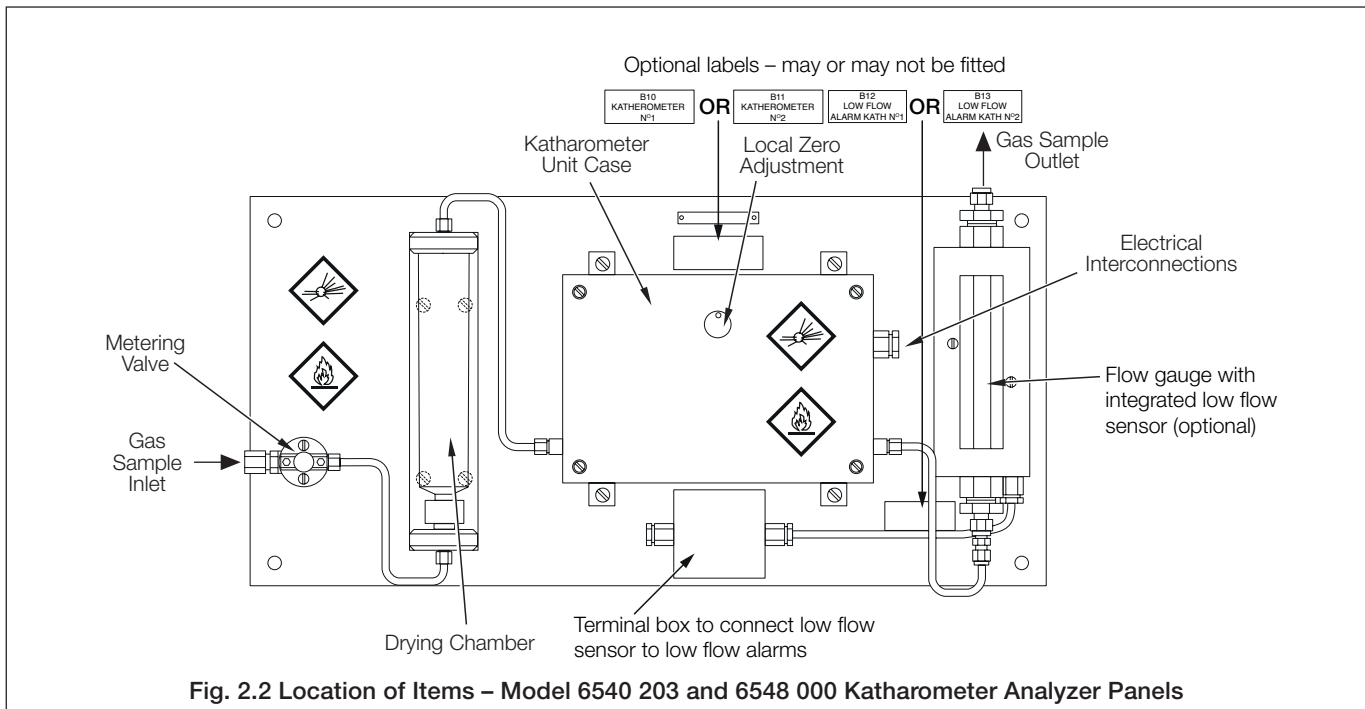 Optional labels – may or may not be fitted
B10
KATHEROMETER
NO1
OR
B11
KATHEROMETER
NO2
B12
LOW FLOW
ALARM KATH NO1
OR
B13
LOW FLOW
ALARM KATH NO2
Katharometer
Unit Case
Local Zero
Adjustment
Gas Sample
Outlet
Electrical
Interconnections
Metering
Valve
Gas
Sample
Inlet
Flow gauge with
integrated low flow
sensor (optional)
Drying Chamber
Terminal box to connect low flow
sensor to low flow alarms
Fig. 2.2 Location of Items – Model 6540 203 and 6548 000 Katharometer Analyzer Panels